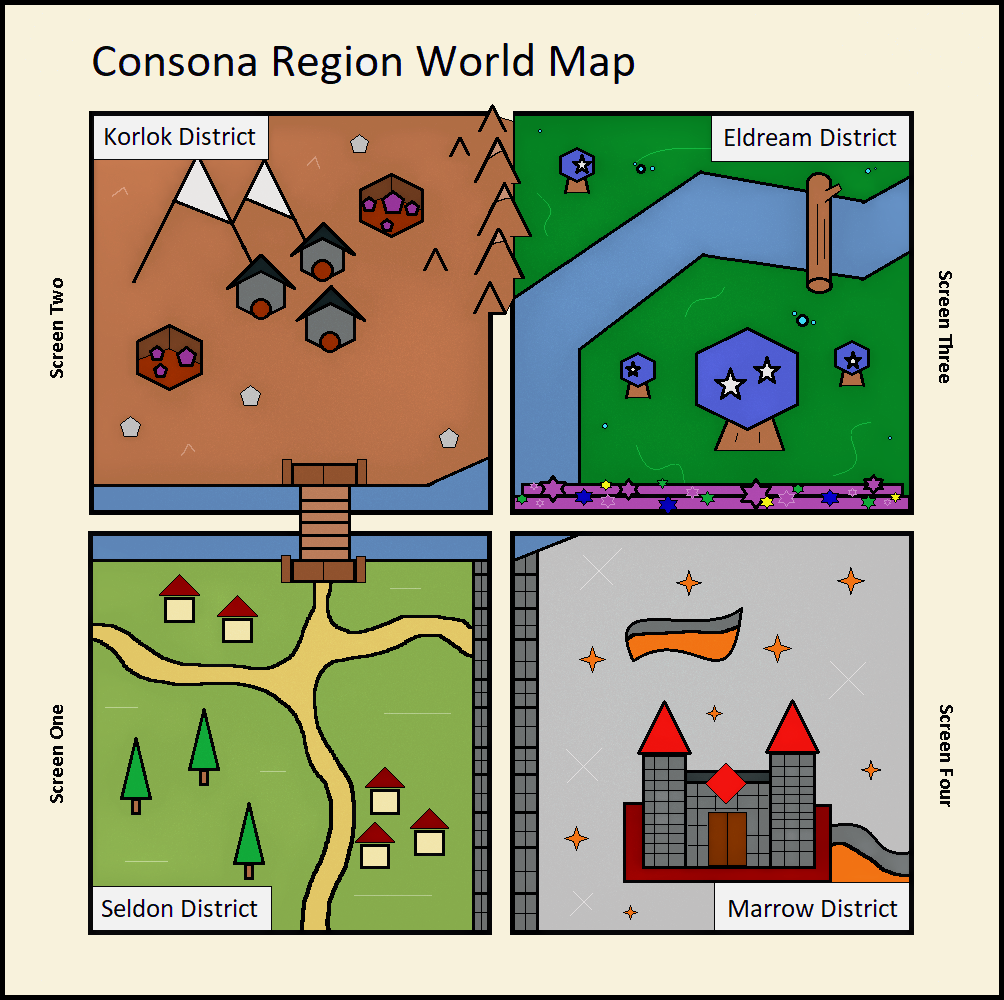 Consona Region World Map
Korlok District
Eldream District
Screen Two
Screen Three
Screen One
Screen Four
Seldon District
Marrow District